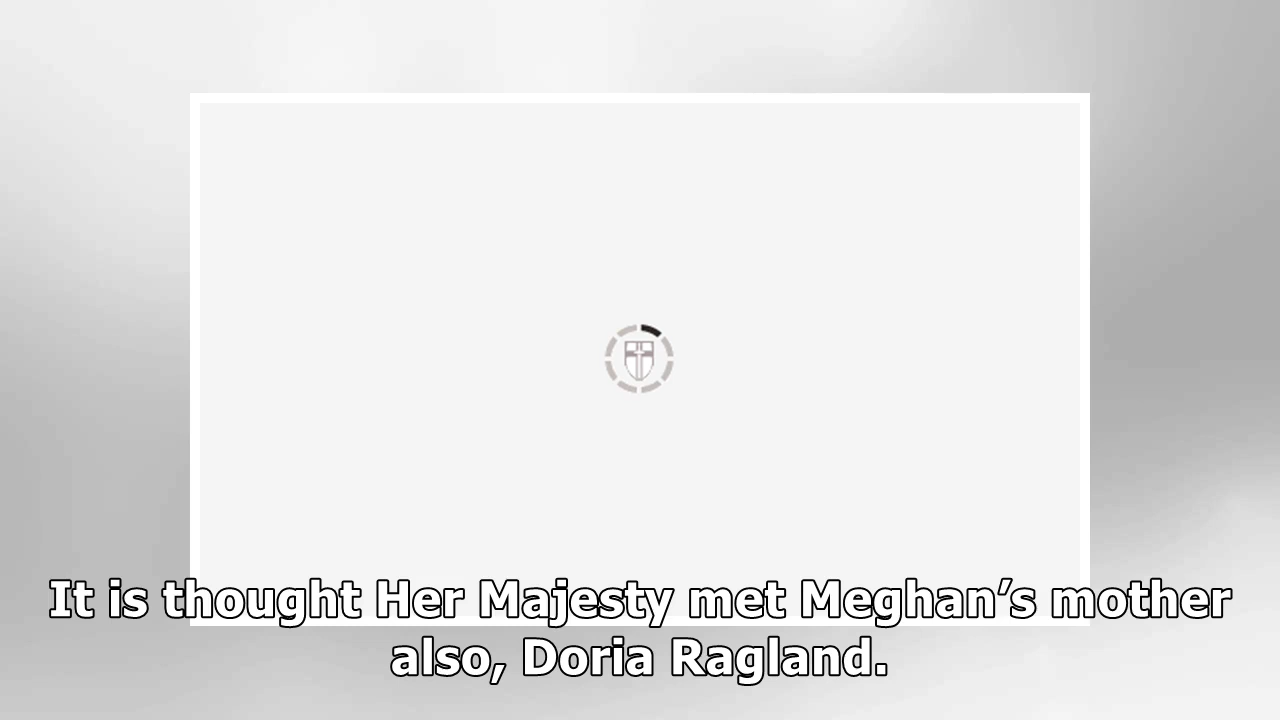 It is thought Her Majesty met Meghan’s mother
also, Doria Ragland.